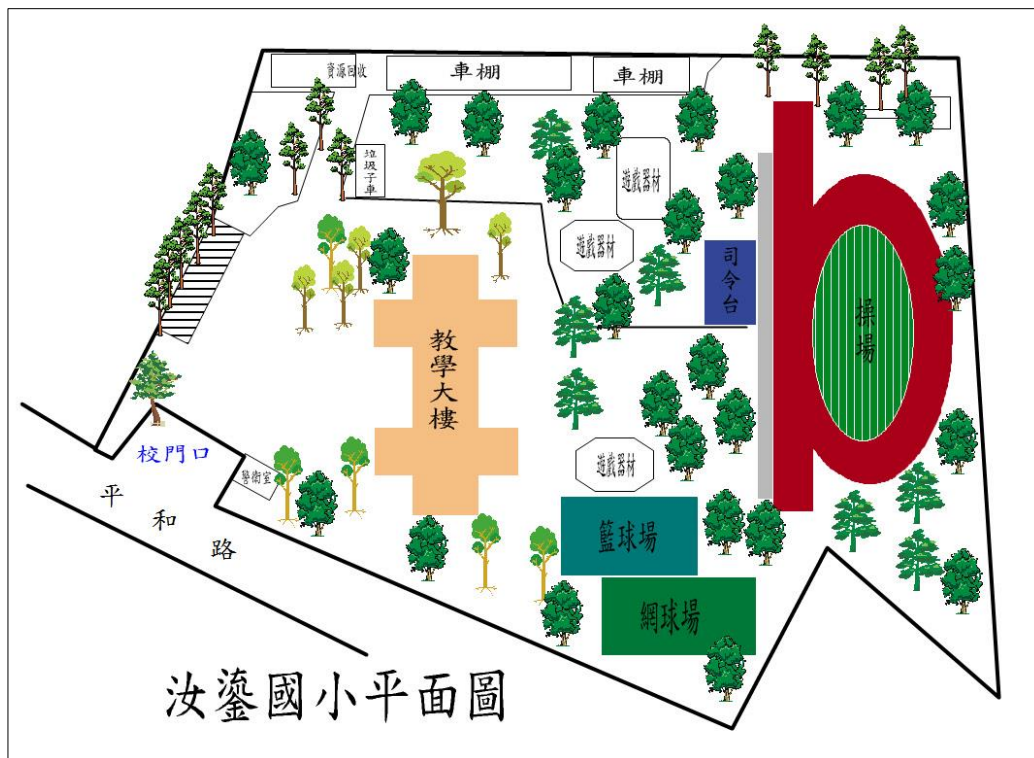 資源回收
車棚
車棚
垃圾子車
遊戲器材
遊戲器材
司令台
操場
教學大樓
校門口
警衛室
遊戲器材
平和路
籃球場
網球場
汝鎏國小平面圖